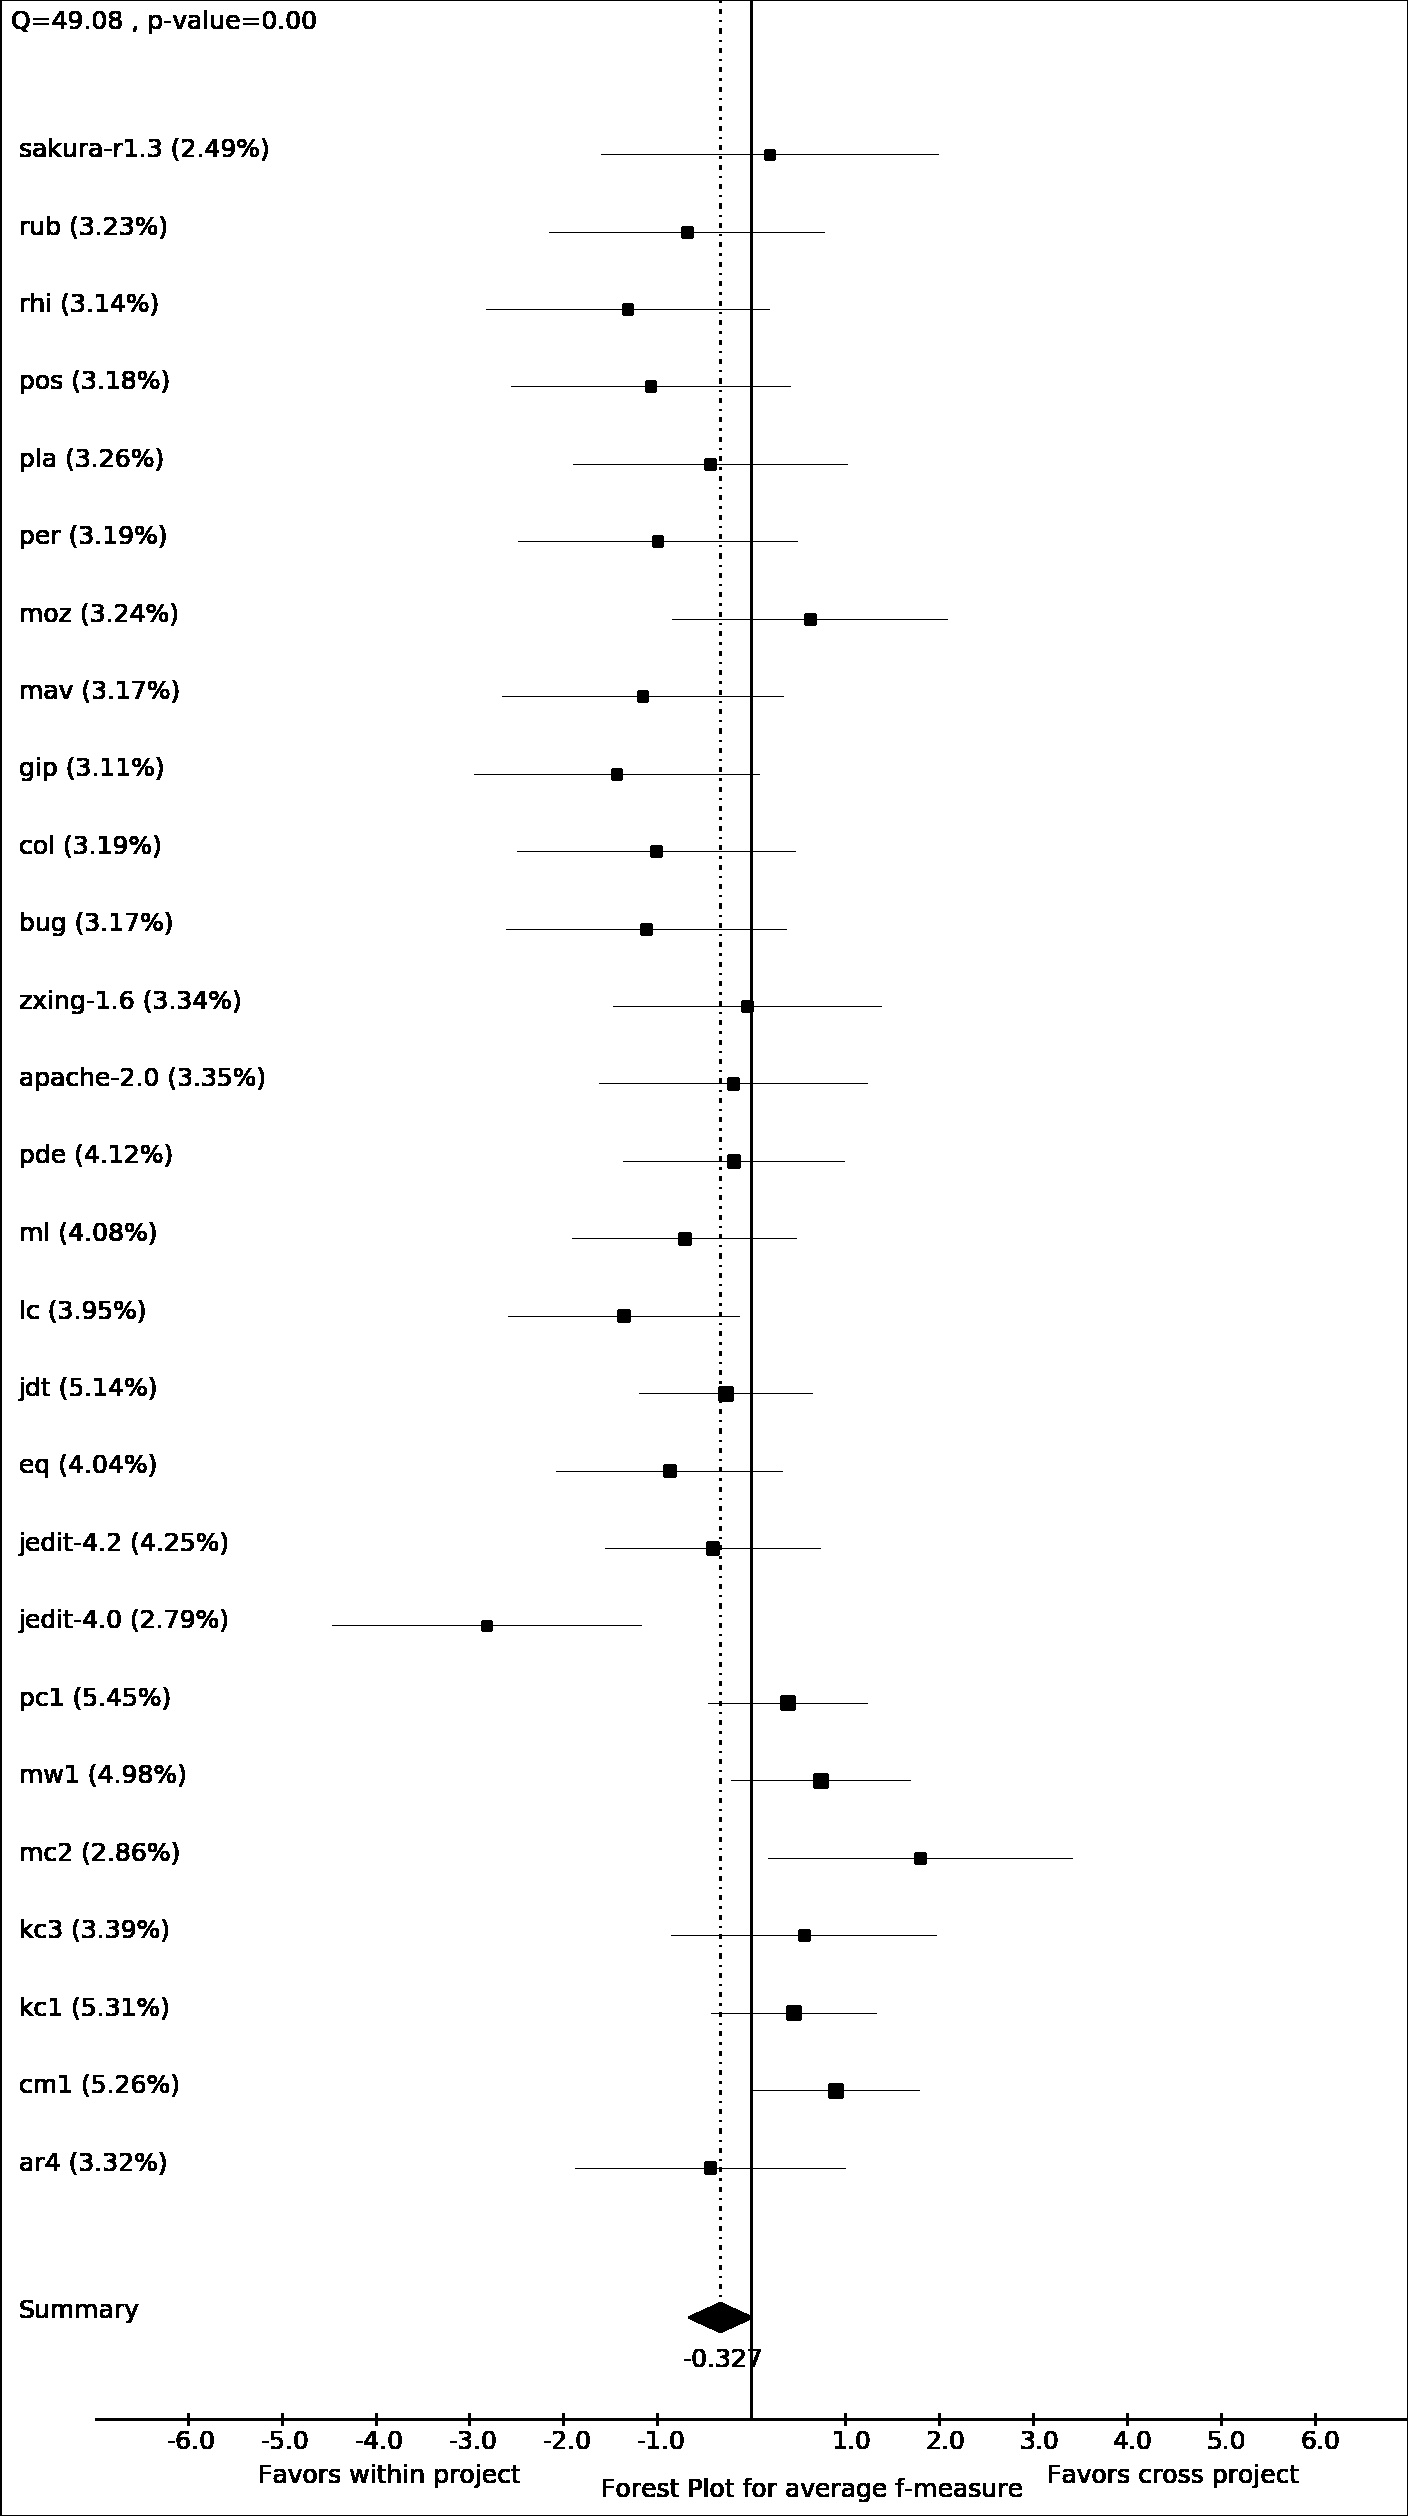 Q=49.08 , p-value=0.00
sakura-r1.3 (2.49%)
rub (3.23%)
rhi (3.14%)
pos (3.18%)
pla (3.26%)
per (3.19%)
moz (3.24%)
mav (3.17%)
gip (3.11%)
col (3.19%)
bug (3.17%)
zxing-1.6 (3.34%)
apache-2.0 (3.35%)
pde (4.12%)
ml (4.08%)
lc (3.95%)
jdt (5.14%)
eq (4.04%)
jedit-4.2 (4.25%)
jedit-4.0 (2.79%)
pc1 (5.45%)
mw1 (4.98%)
mc2 (2.86%)
kc3 (3.39%)
kc1 (5.31%)
cm1 (5.26%)
ar4 (3.32%)
Summary
-0.327
-6.0 -5.0 -4.0 -3.0 -2.0 -1.0 1.0 2.0 3.0 4.0 5.0 6.0
Favors within project Forest Plot for average f-measure Favors cross project